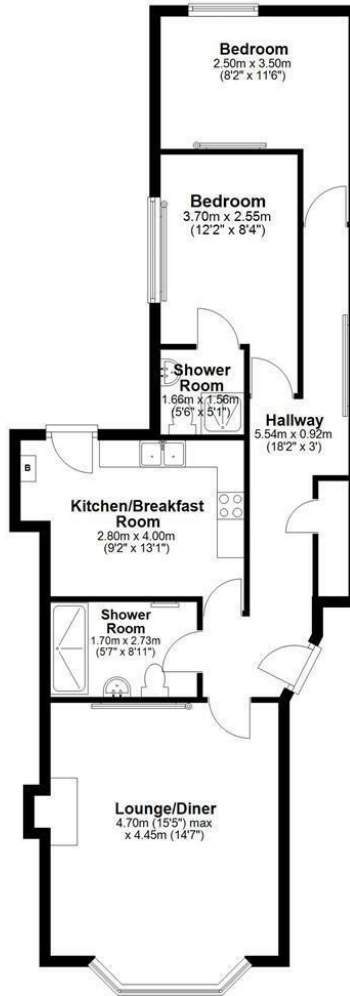 Bedroom
2.50m x 3.50m
(8'2" x 11'6")
Bedroom
3.70m x 2.55m
(12'2" x 8'4")
Shower
Room
1.66m x 1.56m
(5'6" x 5'1")
Hallway
5.54m x 0.92m
(18'2" x 3')
B
Kitchen/Breakfast
Room
2.80m x 4.00m
(9'2" x 13'1")
Shower
Room
1.70m x 2.73m
(5'7" x 8'11")
Lounge/Diner
4.70m (15'5") max
x 4.45m (14'7")